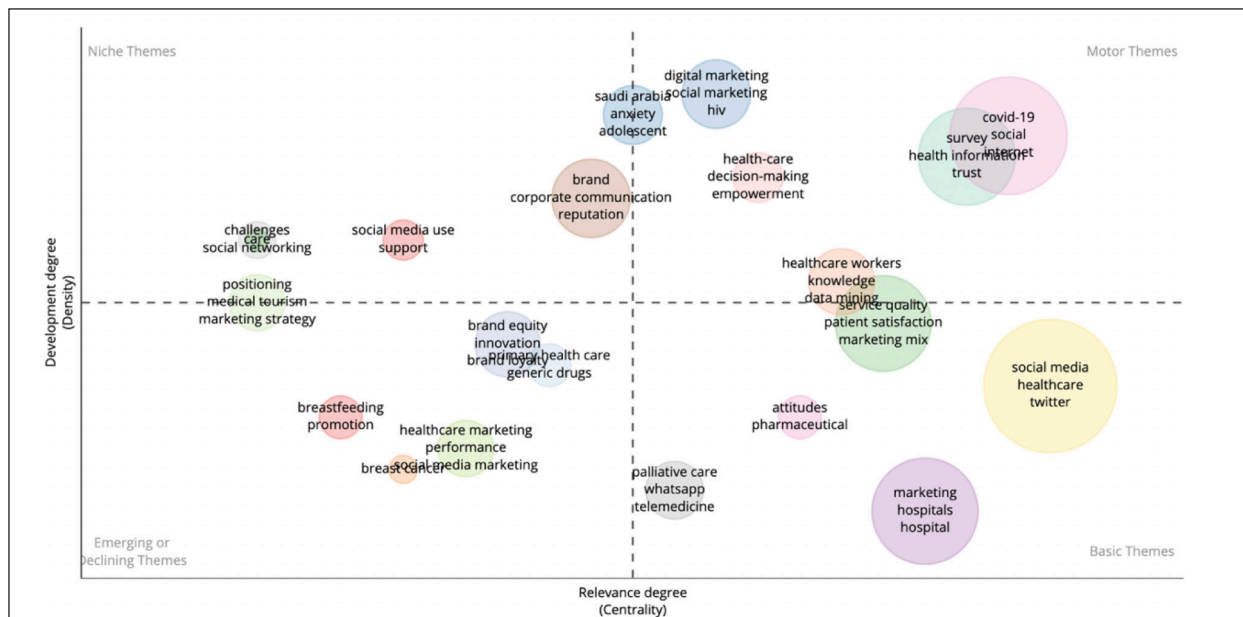 Niche Themes
Motor Themes
digital marketing
social marketing
hiv
saudi arabia
anxiety
adolescent
covid-19
social
internet
survey
health information
trust
health-care
decision-making
empowerment
brand
corporate communication
reputation
challenges
care
social networking
social media use
support
positioning
medical tourism
marketing strategy
healthcare workers
knowledge
data mining
service quality
patient satisfaction
marketing mix
brand equity
innovation
brand loyalty
primary health care
generic drugs
social media
healthcare
twitter
breastfeeding
promotion
attitudes
pharmaceutical
healthcare marketing
performance
social media marketing
breast cancer
palliative care
whatsapp
telemedicine
marketing
hospitals
hospital
Emerging or
Declining Themes
Basic Themes
Development degree
(Density)
Relevance degree
(Centrality)